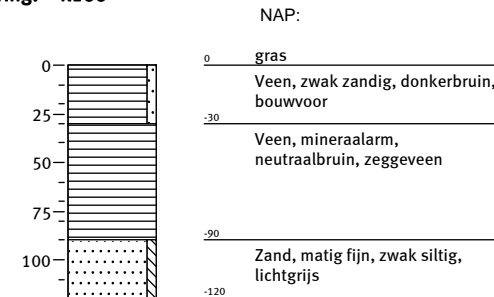 NAP:
0
0
gras
Veen, zwak zandig, donkerbruin,
bouwvoor
25
-30
Veen, mineraalarm,
neutraalbruin, zeggeveen
50
75
-90
100
Zand, matig fijn, zwak siltig,
lichtgrijs
-120